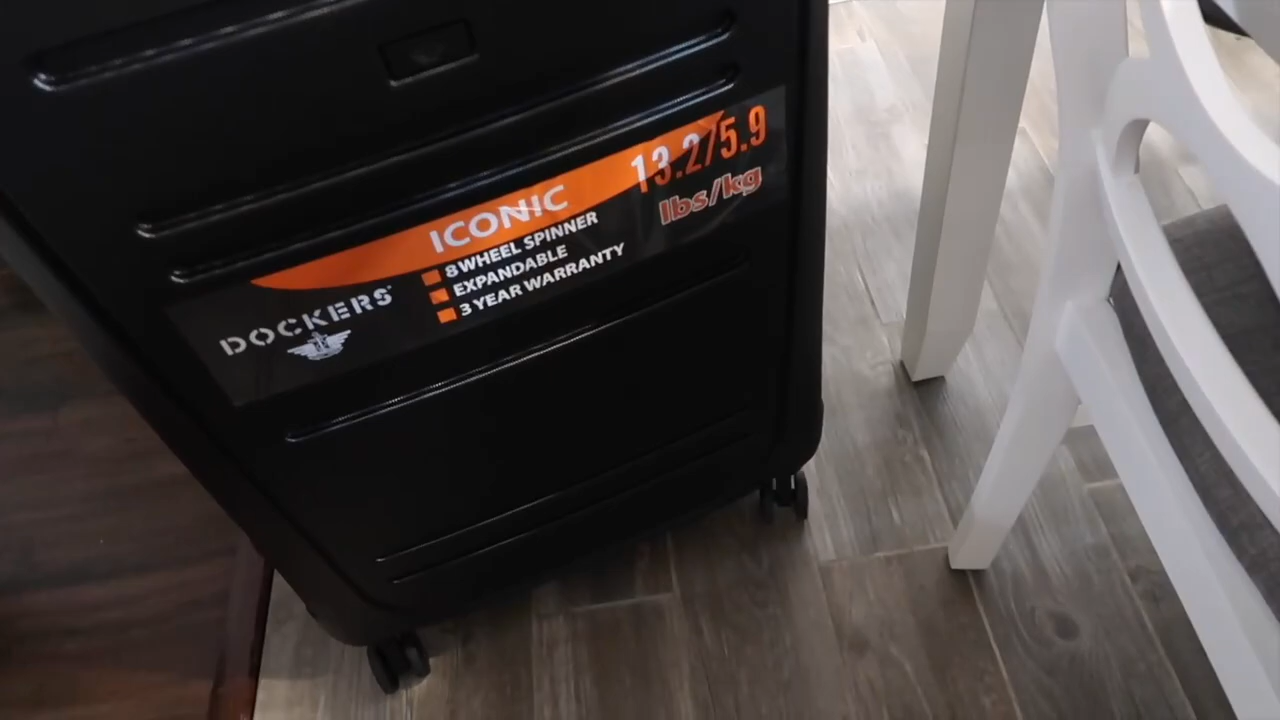 DOCKERS
ICONIC
8 WHEEL SPINNER
EXPANDABLE
3 YEAR WARRANTY
13.2/5.9
lbs/kg